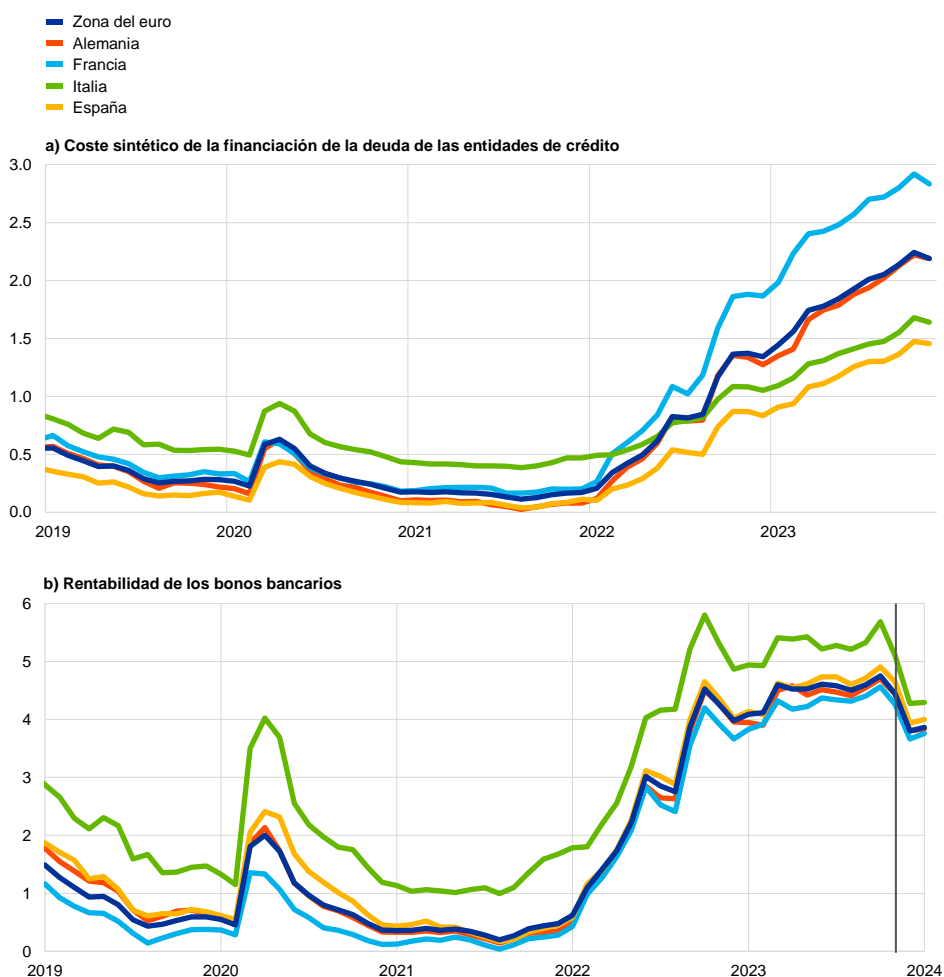 Zona del euro
Alemania
Francia
Italia
España
a) Coste sintético de la financiación de la deuda de las entidades de crédito
3.0
2.5
2.0
1.5
1.0
0.5
0.0
2019 2020 2021 2022 2023
b) Rentabilidad de los bonos bancarios
6
5
4
3
2
1
0
2019 2020 2021 2022 2023 2024